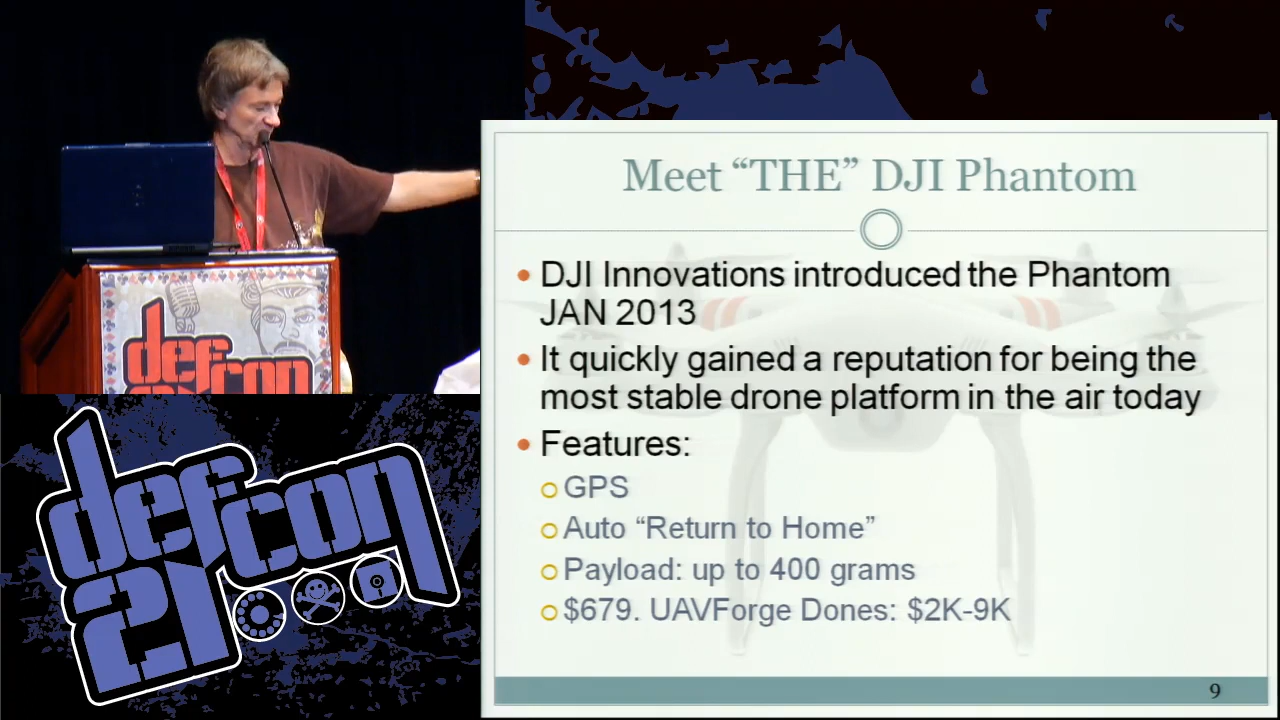 Meet “THE” DJI Phantom
DJI Innovations introduced the Phantom
JAN 2013
It quickly gained a reputation for being the
most stable drone platform in the air today
Features:
GPS
Auto “Return to Home”
Payload: up to 400 grams
$679. UAVForge Dones: $2K-9K
9
defcon
defcon
21